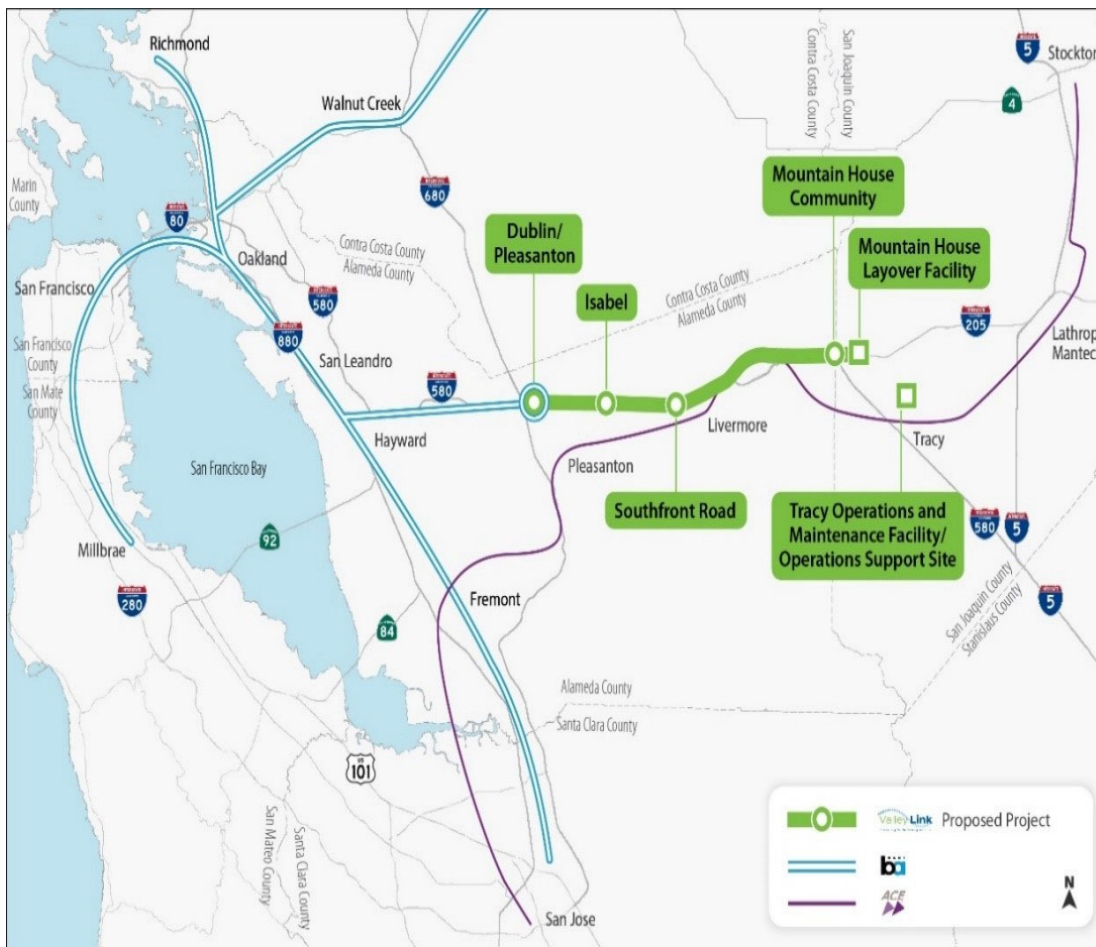 Richmond
Walnut Creek
Stockton
5
4
Contra Costa County
San Joaquin County
Marin
County
80
680
Mountain House
Community
Dublin/
Pleasanton
Mountain House
Layover Facility
Oakland
Contra Costa County
Alameda County
Isabel
Contra Costa County
Alameda County
San Francisco
580
205
880
San Francisco
County
San Leandro
Lathrop
Mantec
San Mate County
580
Hayward
Livermore
Tracy
San Francisco Bay
Pleasanton
Southfront Road
Tracy Operations and
Maintenance Facility/
Operations Support Site
580
5
92
Millbrae
280
Fremont
5
84
San Joaquin County
Stanislaus County
Alameda County
Santa Clara County
US
101
San Mateo County
Santa Clara County
Valley Link
Proposed Project
ba
ACE
N
San Jose